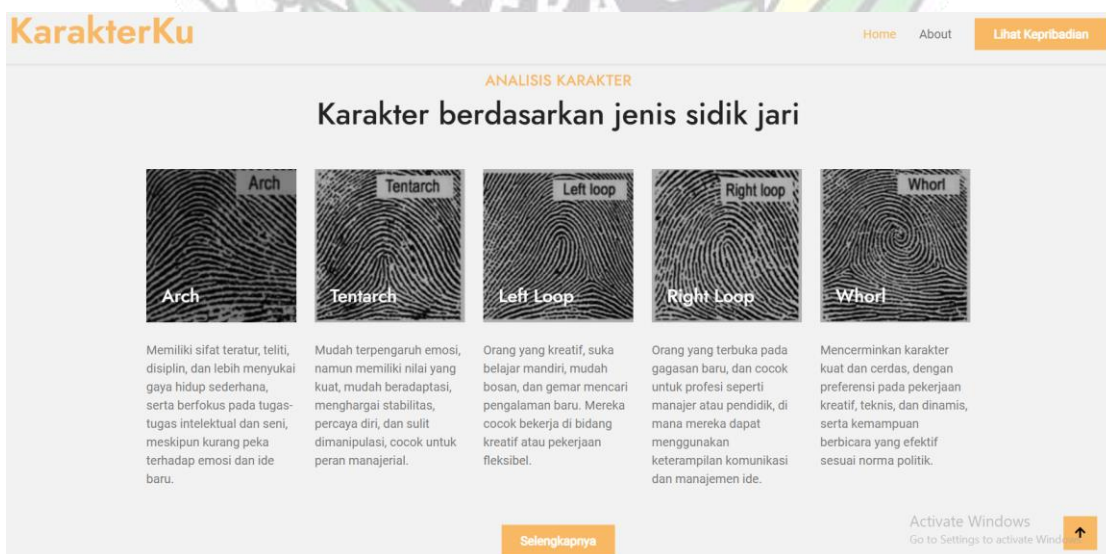 KarakterKu
Home About Lihat Kepribadian
ANALISIS KARAKTER
Karakter berdasarkan jenis sidik jari
Arch
Arch
Memiliki sifat teratur, teliti,
disiplin, dan lebih menyukai
gaya hidup sederhana,
serta berfokus pada tugas-
tugas intelektual dan seni,
meskipun kurang peka
terhadap emosi dan ide
baru.
Tentarch
Tentarch
Mudah terpengaruh emosi,
namun memiliki nilai yang
kuat, mudah beradaptasi,
menghargai stabilitas,
percaya diri, dan sulit
dimanipulasi, cocok untuk
peran manajerial.
Left loop
Left Loop
Orang yang kreatif, suka
belajar mandiri, mudah
bosan, dan gemar mencari
pengalaman baru. Mereka
cocok bekerja di bidang
kreatif atau pekerjaan
fleksibel.
Right loop
Right Loop
Orang yang terbuka pada
gagasan baru, dan cocok
untuk profesi seperti
manajer atau pendidik, di
mana mereka dapat
menggunakan
keterampilan komunikasi
dan manajemen ide.
Whorl
Whorl
Mencerminkan karakter
kuat dan cerdas, dengan
preferensi pada pekerjaan
kreatif, teknis, dan dinamis,
serta kemampuan
berbicara yang efektif
sesuai norma politik.
Selengkapnya
Activate Windows
Go to Settings to activate